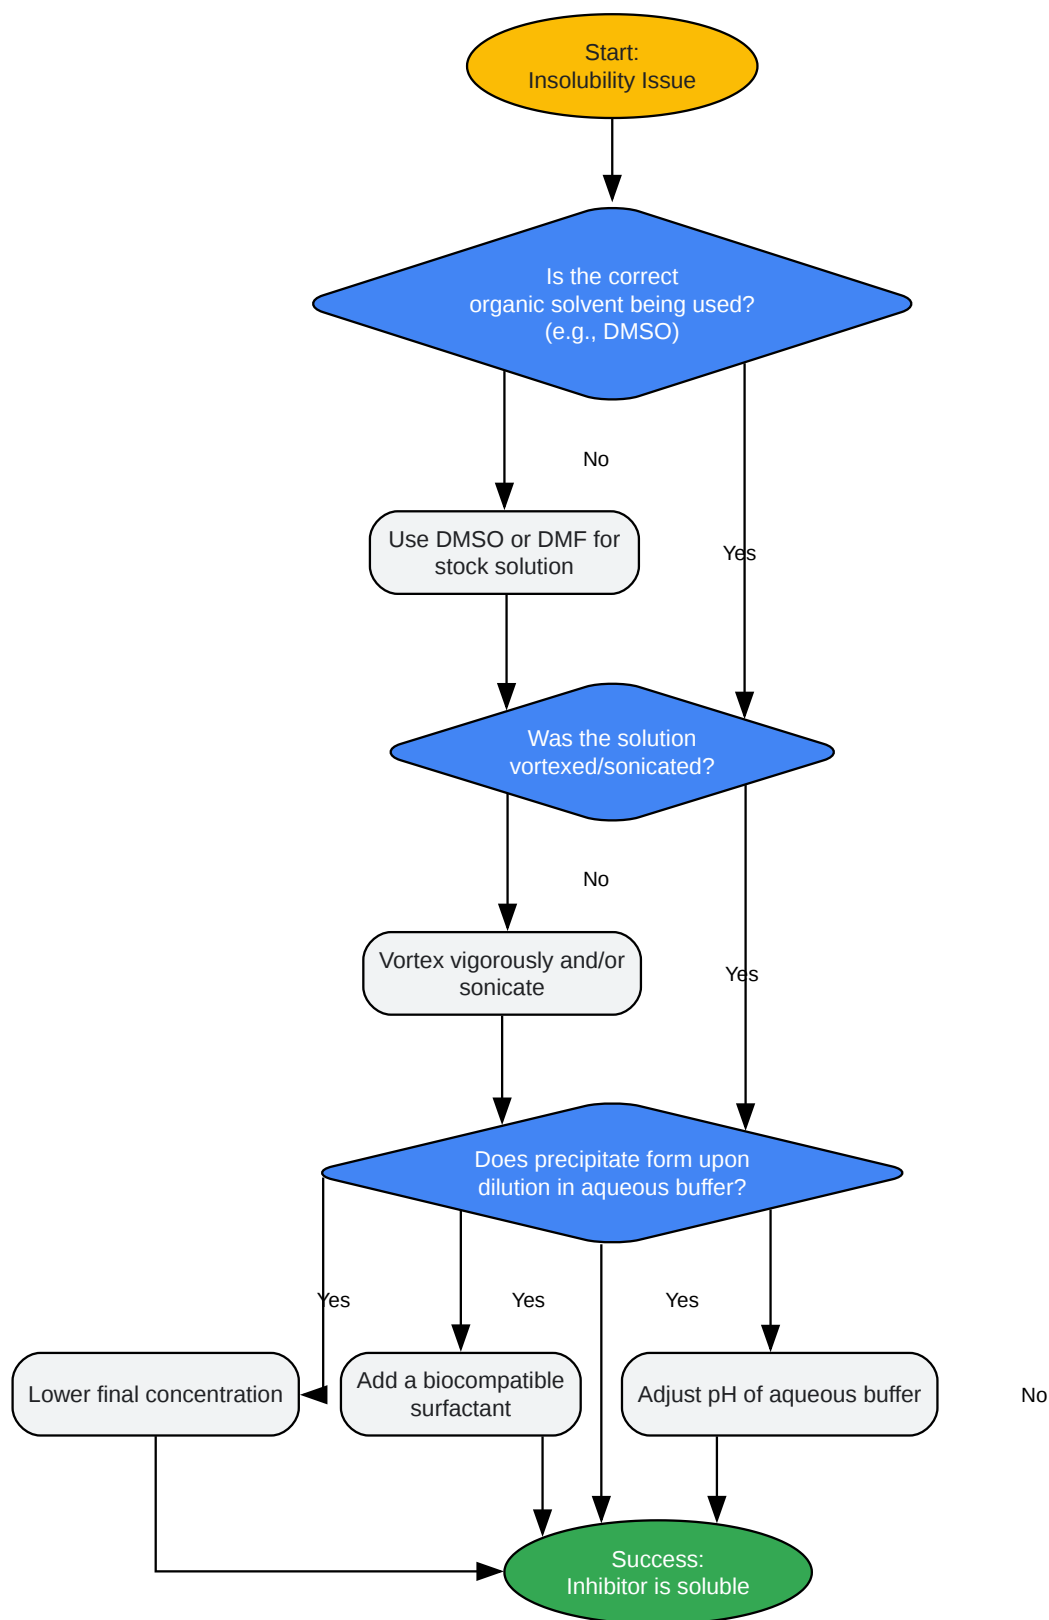 Start:
Insolubility Issue
Is the correct
organic solvent being used?
(e.g., DMSO)
No
Use DMSO or DMF for
stock solution
Yes
Was the solution
vortexed/sonicated?
No
Vortex vigorously and/or
sonicate
Yes
Does precipitate form upon
dilution in aqueous buffer?
Yes
Yes
Yes
Lower final concentration
Add a biocompatible
surfactant
Adjust pH of aqueous buffer
No
Success:
Inhibitor is soluble